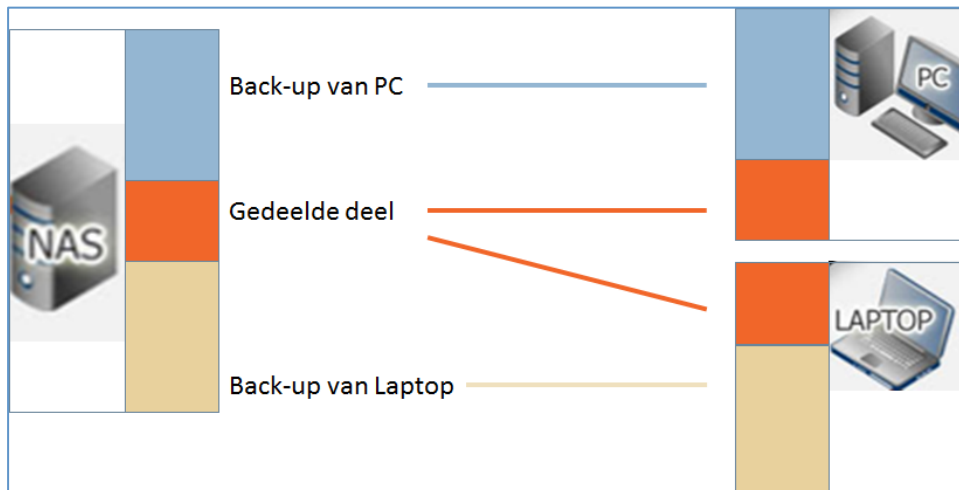 Back-up van PC
PC
Gedeelde deel
NAS
LAPTOP
Back-up van Laptop